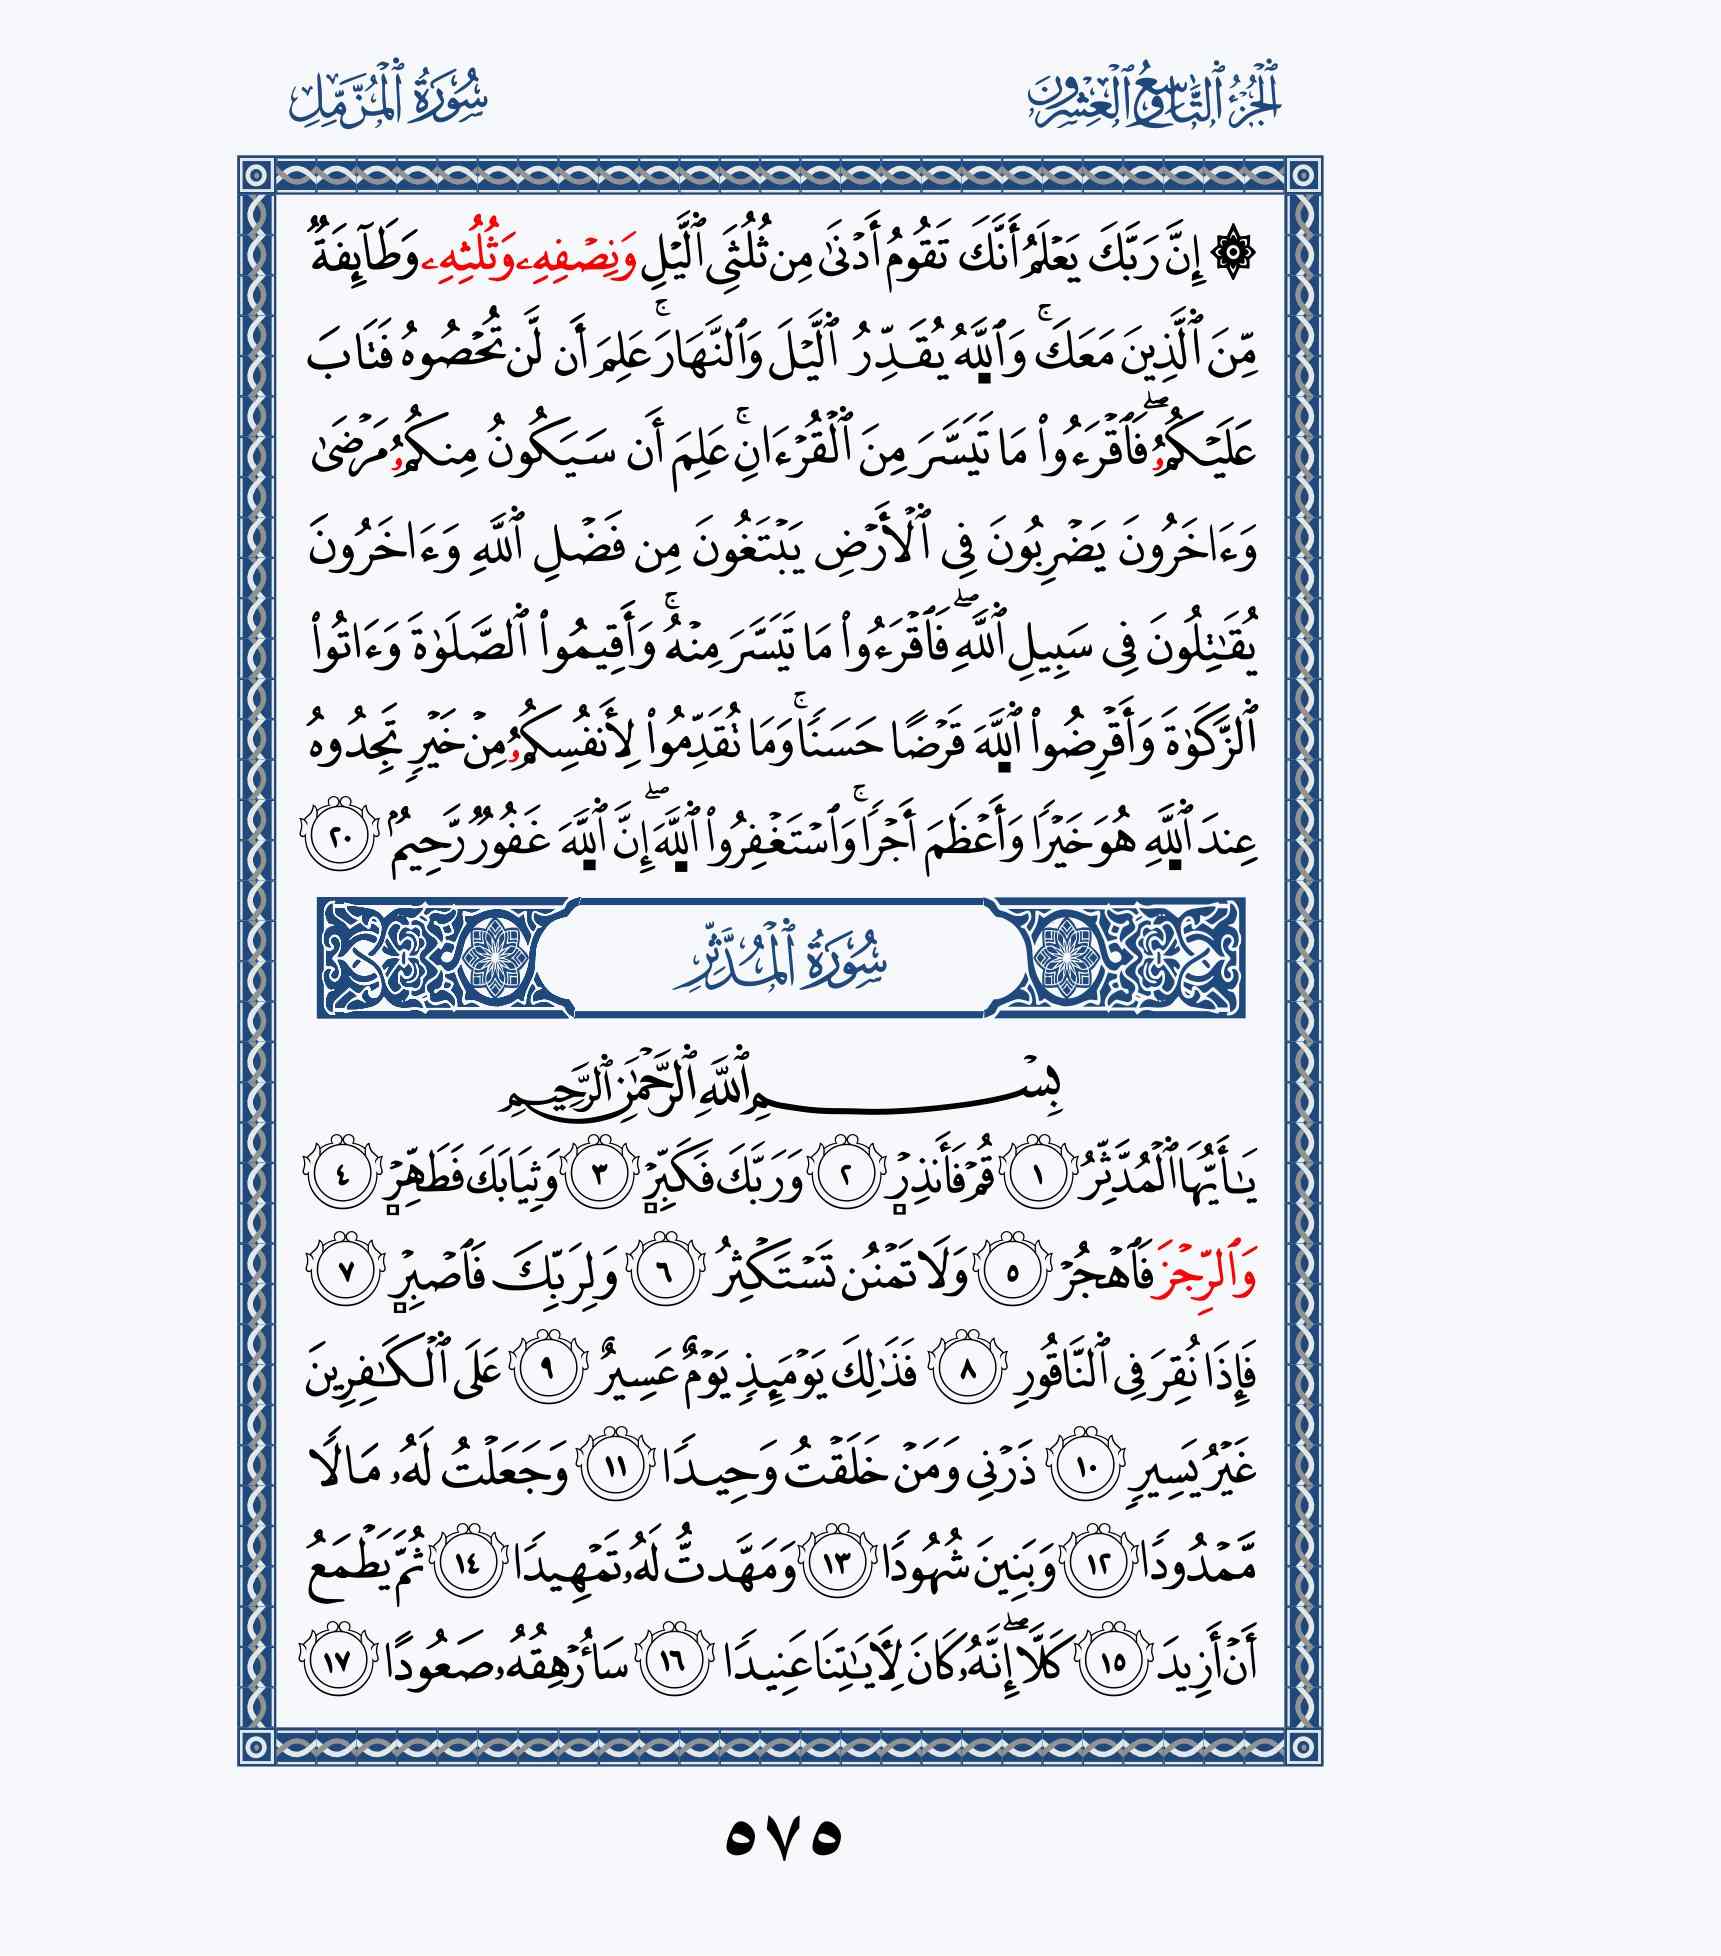 الجُزْءُ ٱلتَّاسِعُ وَٱلْعِشْرُونَ
سُورَةُ ٱلْمُزَّمِّلِ
۞ إِنَّ رَبَّكَ يَعْلَمُ أَنَّكَ تَقُومُ أَدْنَىٰ مِن ثُلُثَىِ ٱلَّيْلِ وَنِصْفِهِۦ وَثُلُثِهِۦ وَطَآئِفَةٌ
مِّنَ ٱلَّذِينَ مَعَكَ ۚ وَٱللَّهُ يُقَدِّرُ ٱلَّيْلَ وَٱلنَّهَارَ ۚ عَلِمَ أَن لَّن تُحْصُوهُ فَتَابَ
عَلَيْكُمُۥ ۖ فَٱقْرَءُوا۟ مَا تَيَسَّرَ مِنَ ٱلْقُرْءَانِ ۚ عَلِمَ أَن سَيَكُونُ مِنكُمُۥ مَرْضَىٰ
وَءَاخَرُونَ يَضْرِبُونَ فِى ٱلْأَرْضِ يَبْتَغُونَ مِن فَضْلِ ٱللَّهِ وَءَاخَرُونَ
يُقَـٰتِلُونَ فِى سَبِيلِ ٱللَّهِ ۖ فَٱقْرَءُوا۟ مَا تَيَسَّرَ مِنْهُ ۚ وَأَقِيمُوا۟ ٱلصَّلَوٰةَ وَءَاتُوا۟
ٱلزَّكَوٰةَ وَأَقْرِضُوا۟ ٱللَّهَ قَرْضًا حَسَنًا ۚ وَمَا تُقَدِّمُوا۟ لِأَنفُسِكُمُۥ مِنْ خَيْرٍ تَجِدُوهُ
عِندَ ٱللَّهِ هُوَ خَيْرًا وَأَعْظَمَ أَجْرًا ۚ وَٱسْتَغْفِرُوا۟ ٱللَّهَ ۖ إِنَّ ٱللَّهَ غَفُورٌ رَّحِيمٌۢ ٢٠
سُورَةُ ٱلْمُدَّثِّرِ
بِسْمِ ٱللَّهِ ٱلرَّحْمَـٰنِ ٱلرَّحِيمِ
يَـٰٓأَيُّهَا ٱلْمُدَّثِّرُ ١ قُمْ فَأَنذِرْ ٢ وَرَبَّكَ فَكَبِّرْ ٣ وَثِيَابَكَ فَطَهِّرْ ٤
وَٱلرِّجْزَ فَٱهْجُرْ ٥ وَلَا تَمْنُن تَسْتَكْثِرُ ٦ وَلِرَبِّكَ فَٱصْبِرْ ٧
فَإِذَا نُقِرَ فِى ٱلنَّاقُورِ ٨ فَذَٰلِكَ يَوْمَئِذٍ يَوْمٌ عَسِيرٌ ٩ عَلَى ٱلْكَـٰفِرِينَ
غَيْرُ يَسِيرٍ ١٠ ذَرْنِى وَمَنْ خَلَقْتُ وَحِيدًا ١١ وَجَعَلْتُ لَهُۥ مَالًا
مَّمْدُودًا ١٢ وَبَنِينَ شُهُودًا ١٣ وَمَهَّدتُّ لَهُۥ تَمْهِيدًا ١٤ ثُمَّ يَطْمَعُ
أَنْ أَزِيدَ ١٥ كَلَّا ۖ إِنَّهُۥ كَانَ لِأَيَـٰتِنَا عَنِيدًا ١٦ سَأُرْهِقُهُۥ صَعُودًا ١٧
٥٧٥